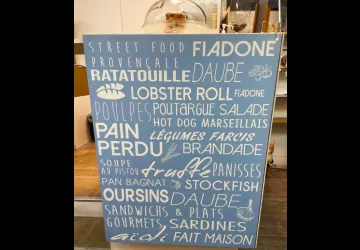 STREET FOOD FIADONE
PROVENÇALE
RATATOUILLE DAUBE
LOBSTER ROLL FIADONE
POULPES POUTARGUE SALADE
HOT DOG MARSEILLAIS
PAIN LÉGUMES FARCIS
PERDU BRANDADE
SOUPE
AU PISTOU truffe PANISSES
PAN BAGNAT STOCKFISH
OURSINS DAUBE
SANDWICHS & PLATS
GOURMETS SARDINES
aïoli FAIT MAISON